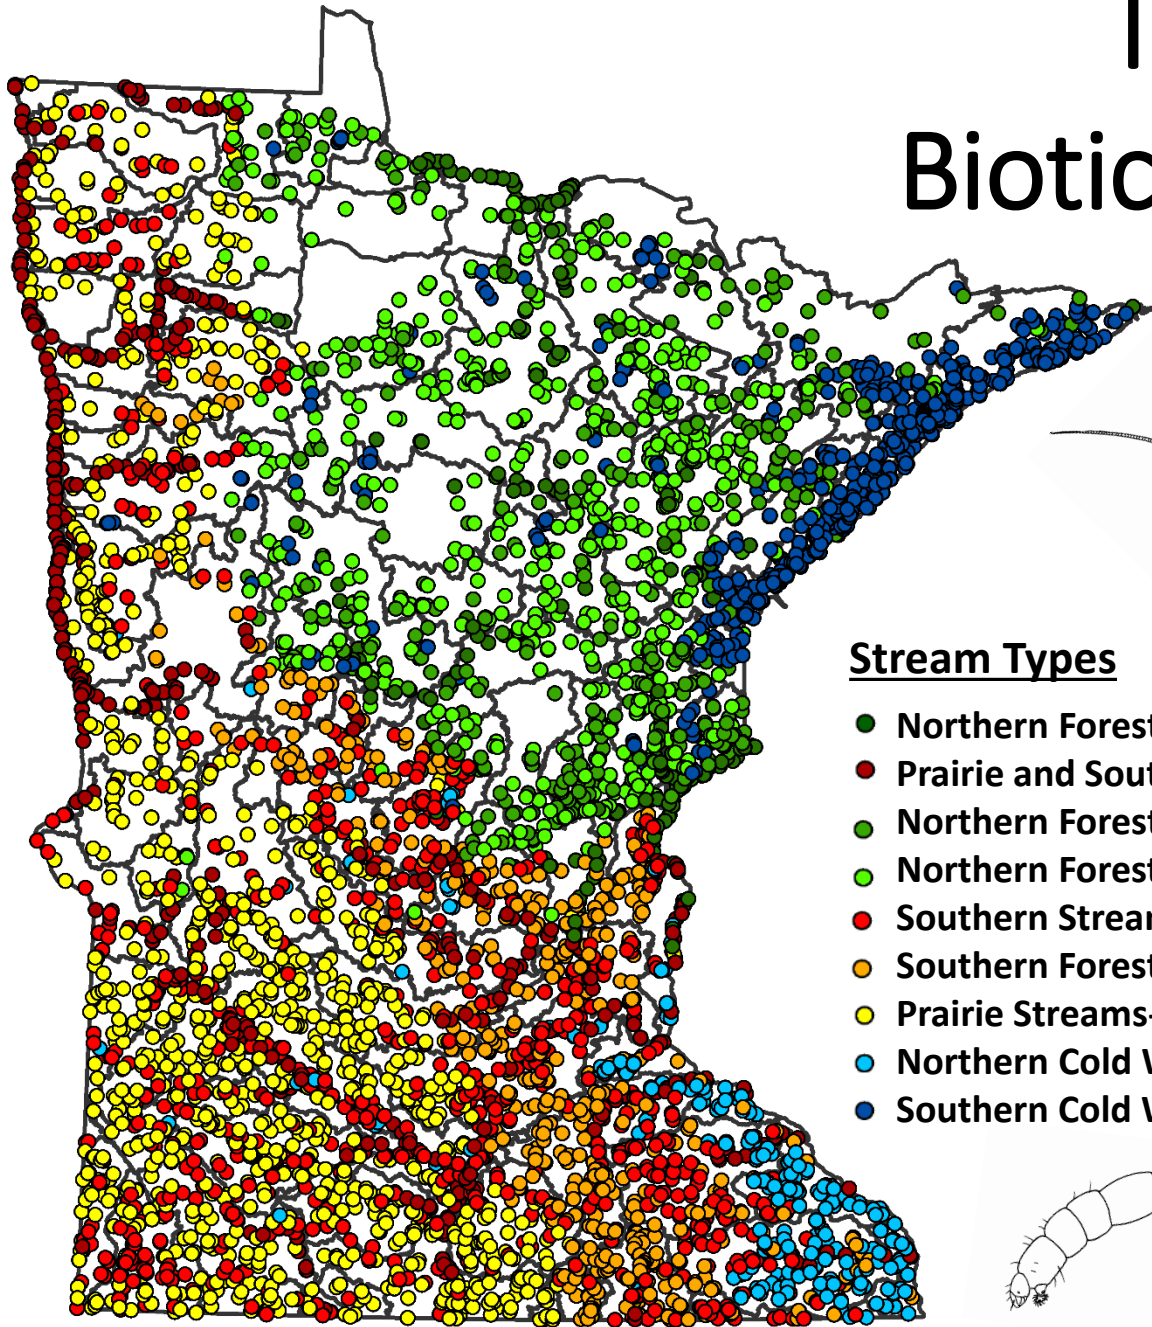 Biotic
Stream Types
Northern Forest
Prairie and Sout
Northern Forest
Northern Forest
Southern Strea
Southern Forest
Prairie Streams-
Northern Cold
Southern Cold